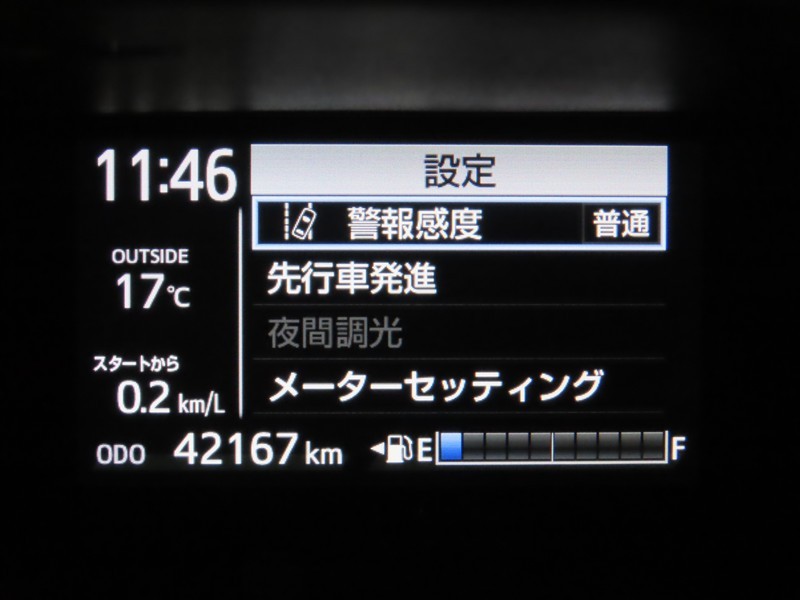 11:46
設定
警報感度 普通
OUTSIDE
17℃
先行車発進
夜間調光
スタートから
0.2 km/L
メーターセッティング
ODO 42167 km
E F